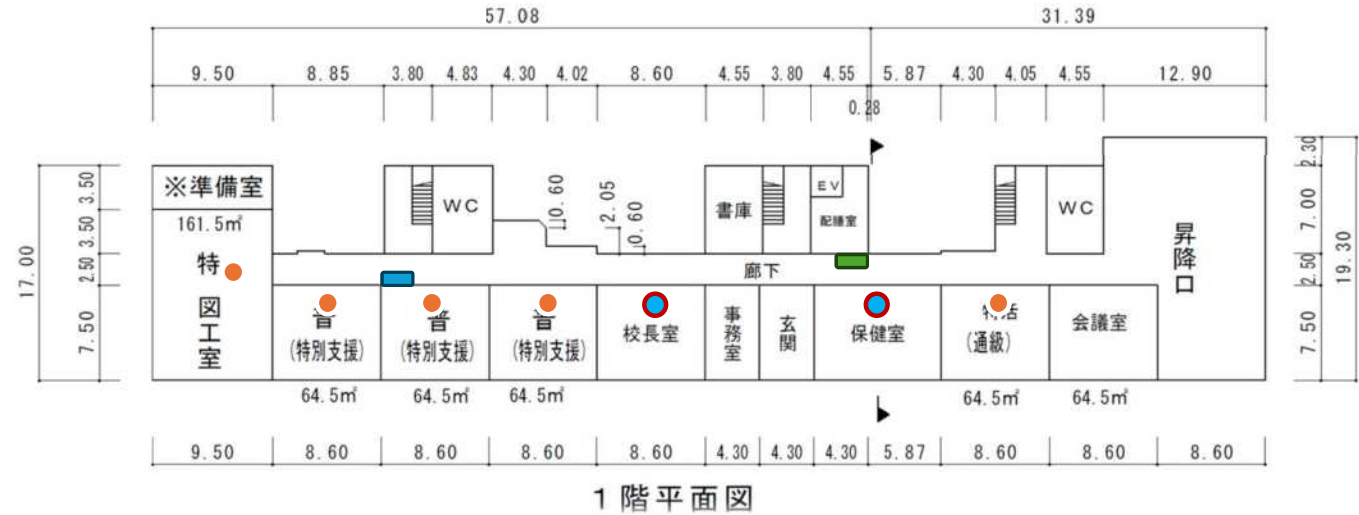 57.08 31.39
9.50 8.85 3.80 4.83 4.30 4.02 8.60 4.55 3.80 4.55 5.87 4.30 4.05 4.55 12.90
0.28
17.00
3.50
3.50
2.50
7.50
※準備室
161.5㎡
特
図
工
室
WC
0.60
2.05
0.60
書庫
EV
配膳室
WC
昇降口
廊下
普
(特別支援)
普
(特別支援)
普
(特別支援)
校長室
事務室
玄関
保健室
特活
(通級)
会議室
2.30
7.00
2.50
7.50
19.30
64.5㎡ 64.5㎡ 64.5㎡ 64.5㎡ 64.5㎡
9.50 8.60 8.60 8.60 8.60 4.30 4.30 4.30 5.87 8.60 8.60 8.60
1階平面図